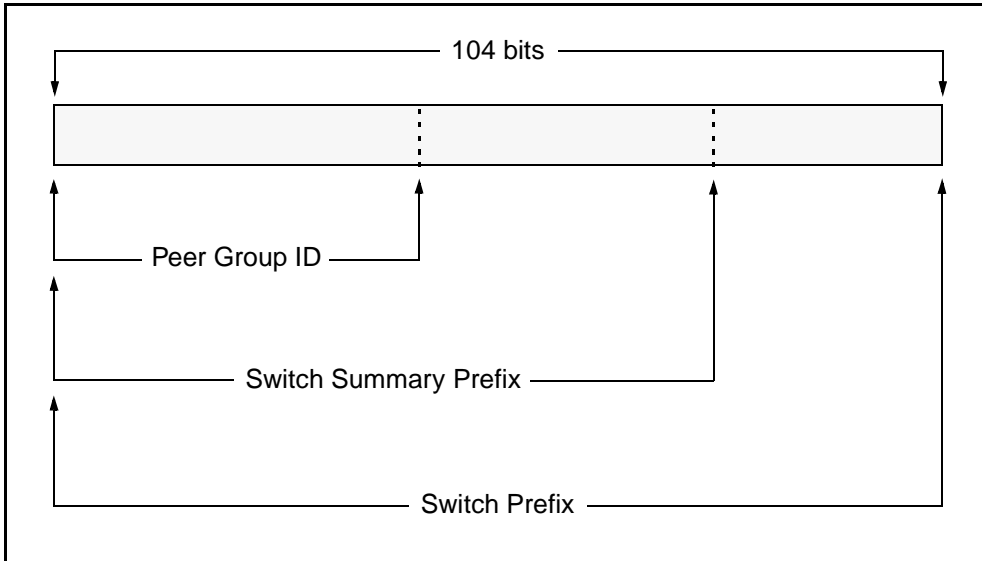 104 bits
Peer Group ID
Switch Summary Prefix
Switch Prefix